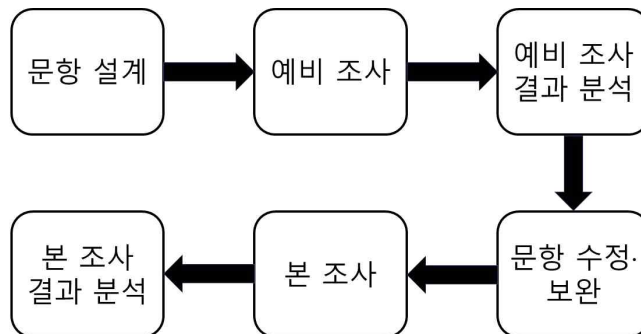 문항 설계
예비 조사
예비 조사
결과 분석
문항 수정·
보완
본 조사
본 조사
결과 분석